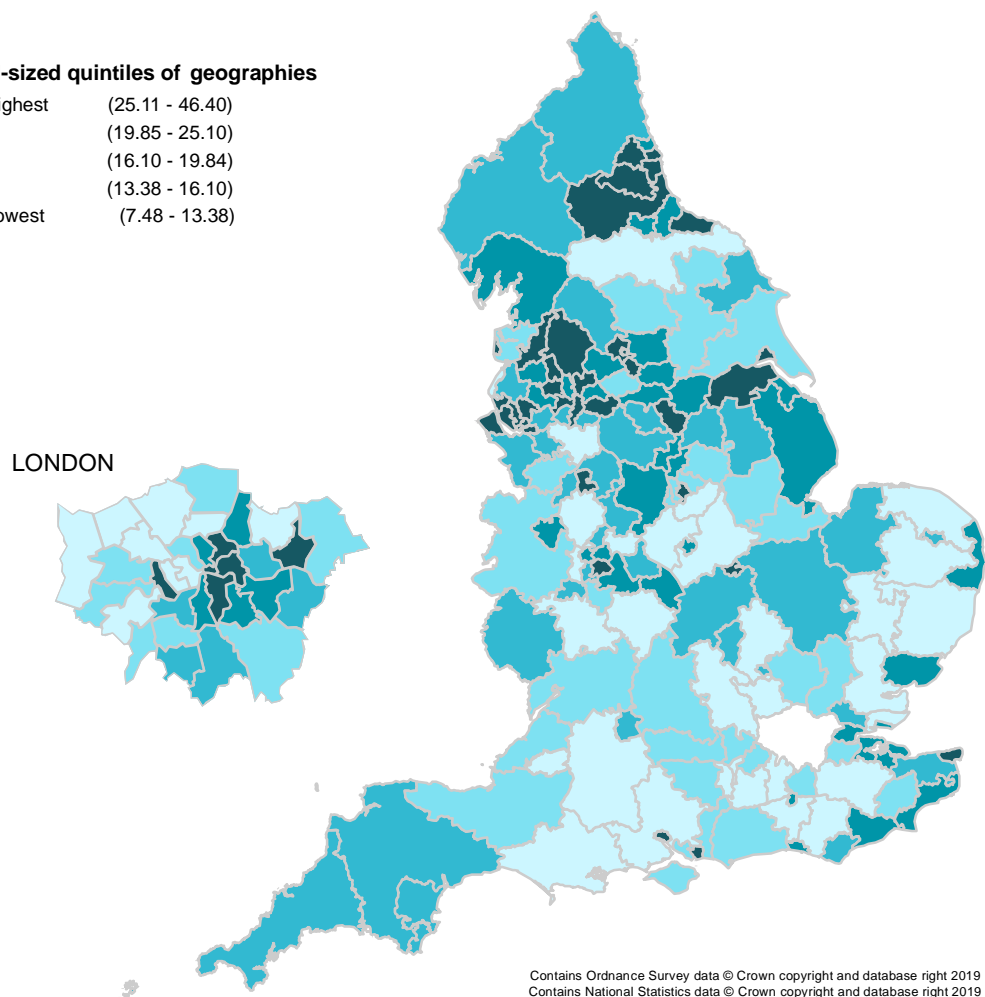 -sized quintiles of geographies
ighest (25.11 - 46.40)
(19.85 - 25.10)
(16.10 - 19.84)
(13.38 - 16.10)
owest (7.48 - 13.38)
LONDON
Contains Ordnance Survey data © Crown copyright and database right 2019
Contains National Statistics data © Crown copyright and database right 2019